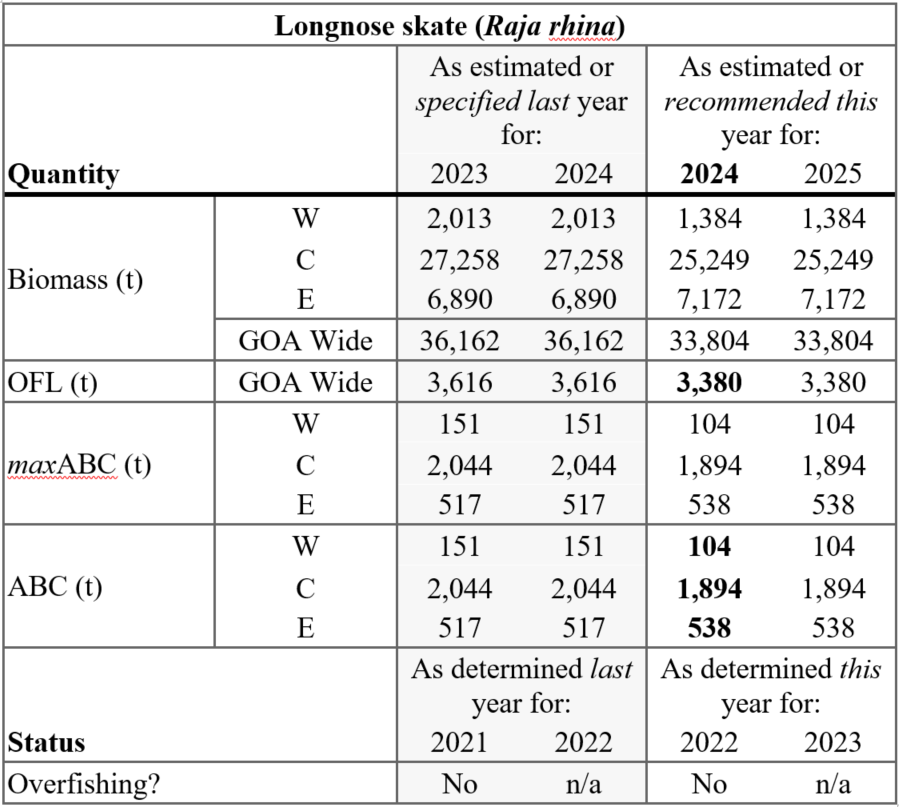 Longnose skate (Raja rhina)
As estimated or As estimated or
specified last year recommended this
for: year for:
Quantity 2023 2024 2024 2025
W 2,013 2,013 1,384 1,384
Biomass (t) C 27,258 27,258 25,249 25,249
E 6,890 6,890 7,172 7,172
GOA Wide 36,162 36,162 33,804 33,804
OFL (t) GOA Wide 3,616 3,616 3,380 3,380
W 151 151 104 104
maxABC (t) C 2,044 2,044 1,894 1,894
E 517 517 538 538
W 151 151 104 104
ABC (t) C 2,044 2,044 1,894 1,894
E 517 517 538 538
As determined last As determined this
year for: year for:
Status 2021 2022 2022 2023
Overfishing? No n/a No n/a